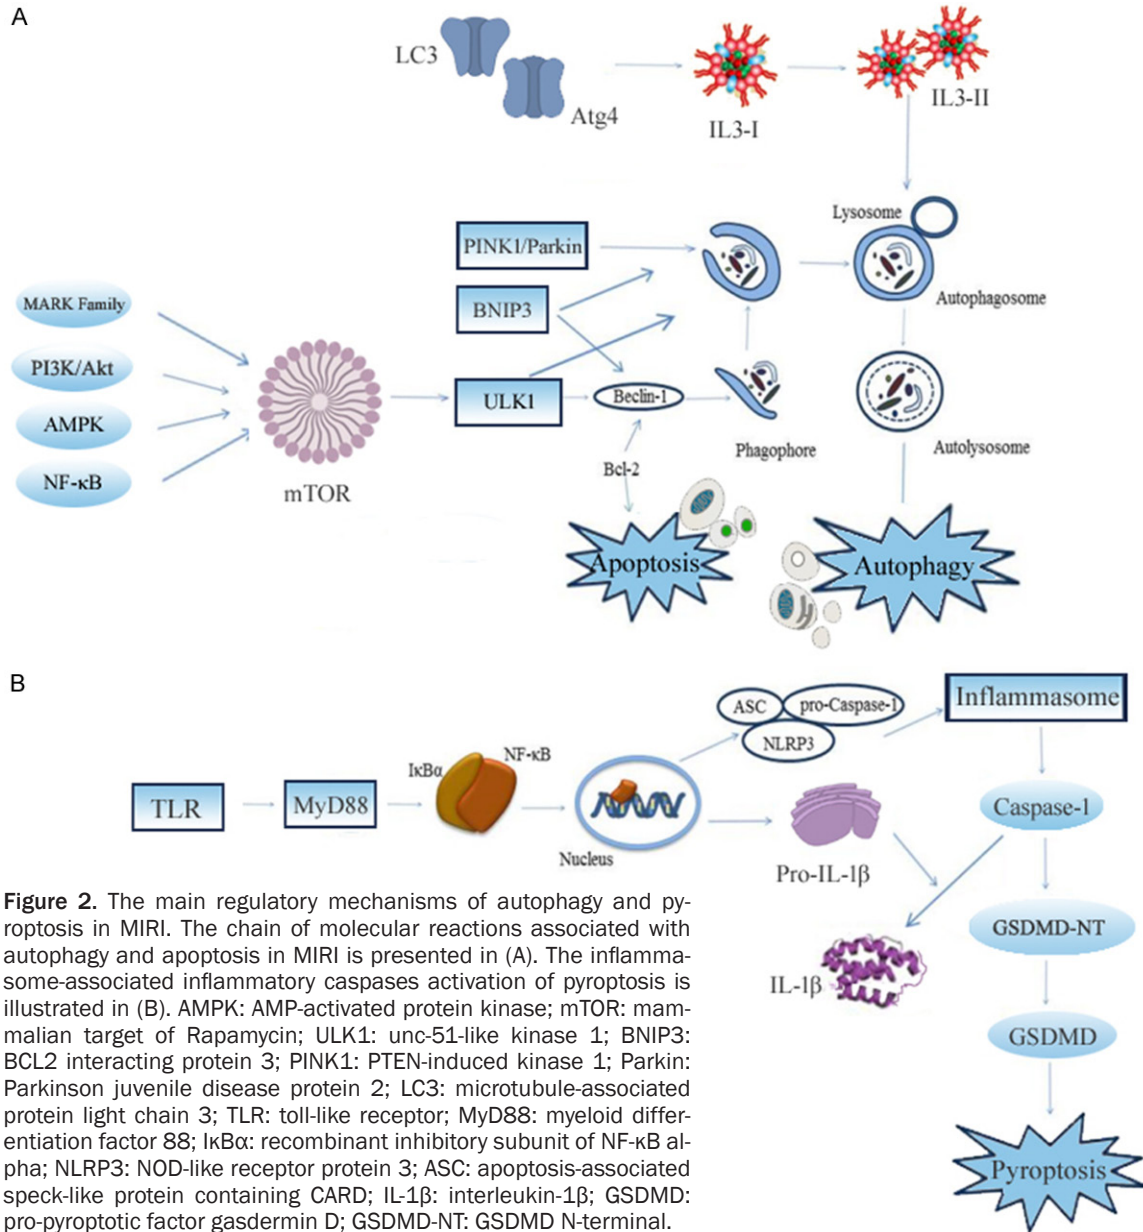 A
LC3
Atg4
IL3-I
IL3-II
Lysosome
PINK1/Parkin
BNIP3
Autophagosome
MARK Family
PI3K/Akt
AMPK
NF-κB
mTOR
ULK1
Beclin-1
Phagophore
Autolysosome
Bcl-2
Apoptosis
Autophagy
B
ASC
pro-Caspase-1
NLRP3
Inflammasome
TLR
MyD88
IκBα
NF-κB
Nucleus
Pro-IL-1β
Caspase-1
IL-1β
GSDMD-NT
GSDMD
Pyroptosis
Figure 2. The main regulatory mechanisms of autophagy and py-
roptosis in MIRI. The chain of molecular reactions associated with
autophagy and apoptosis in MIRI is presented in (A). The inflamma-
some-associated inflammatory caspases activation of pyroptosis is
illustrated in (B). AMPK: AMP-activated protein kinase; mTOR: mam-
malian target of Rapamycin; ULK1: unc-51-like kinase 1; BNIP3:
BCL2 interacting protein 3; PINK1: PTEN-induced kinase 1; Parkin:
Parkinson juvenile disease protein 2; LC3: microtubule-associated
protein light chain 3; TLR: toll-like receptor; MyD88: myeloid differ-
entiation factor 88; IκBα: recombinant inhibitory subunit of NF-κB al-
pha; NLRP3: NOD-like receptor protein 3; ASC: apoptosis-associated
speck-like protein containing CARD; IL-1β: interleukin-1β; GSDMD:
pro-pyroptotic factor gasdermin D; GSDMD-NT: GSDMD N-terminal.